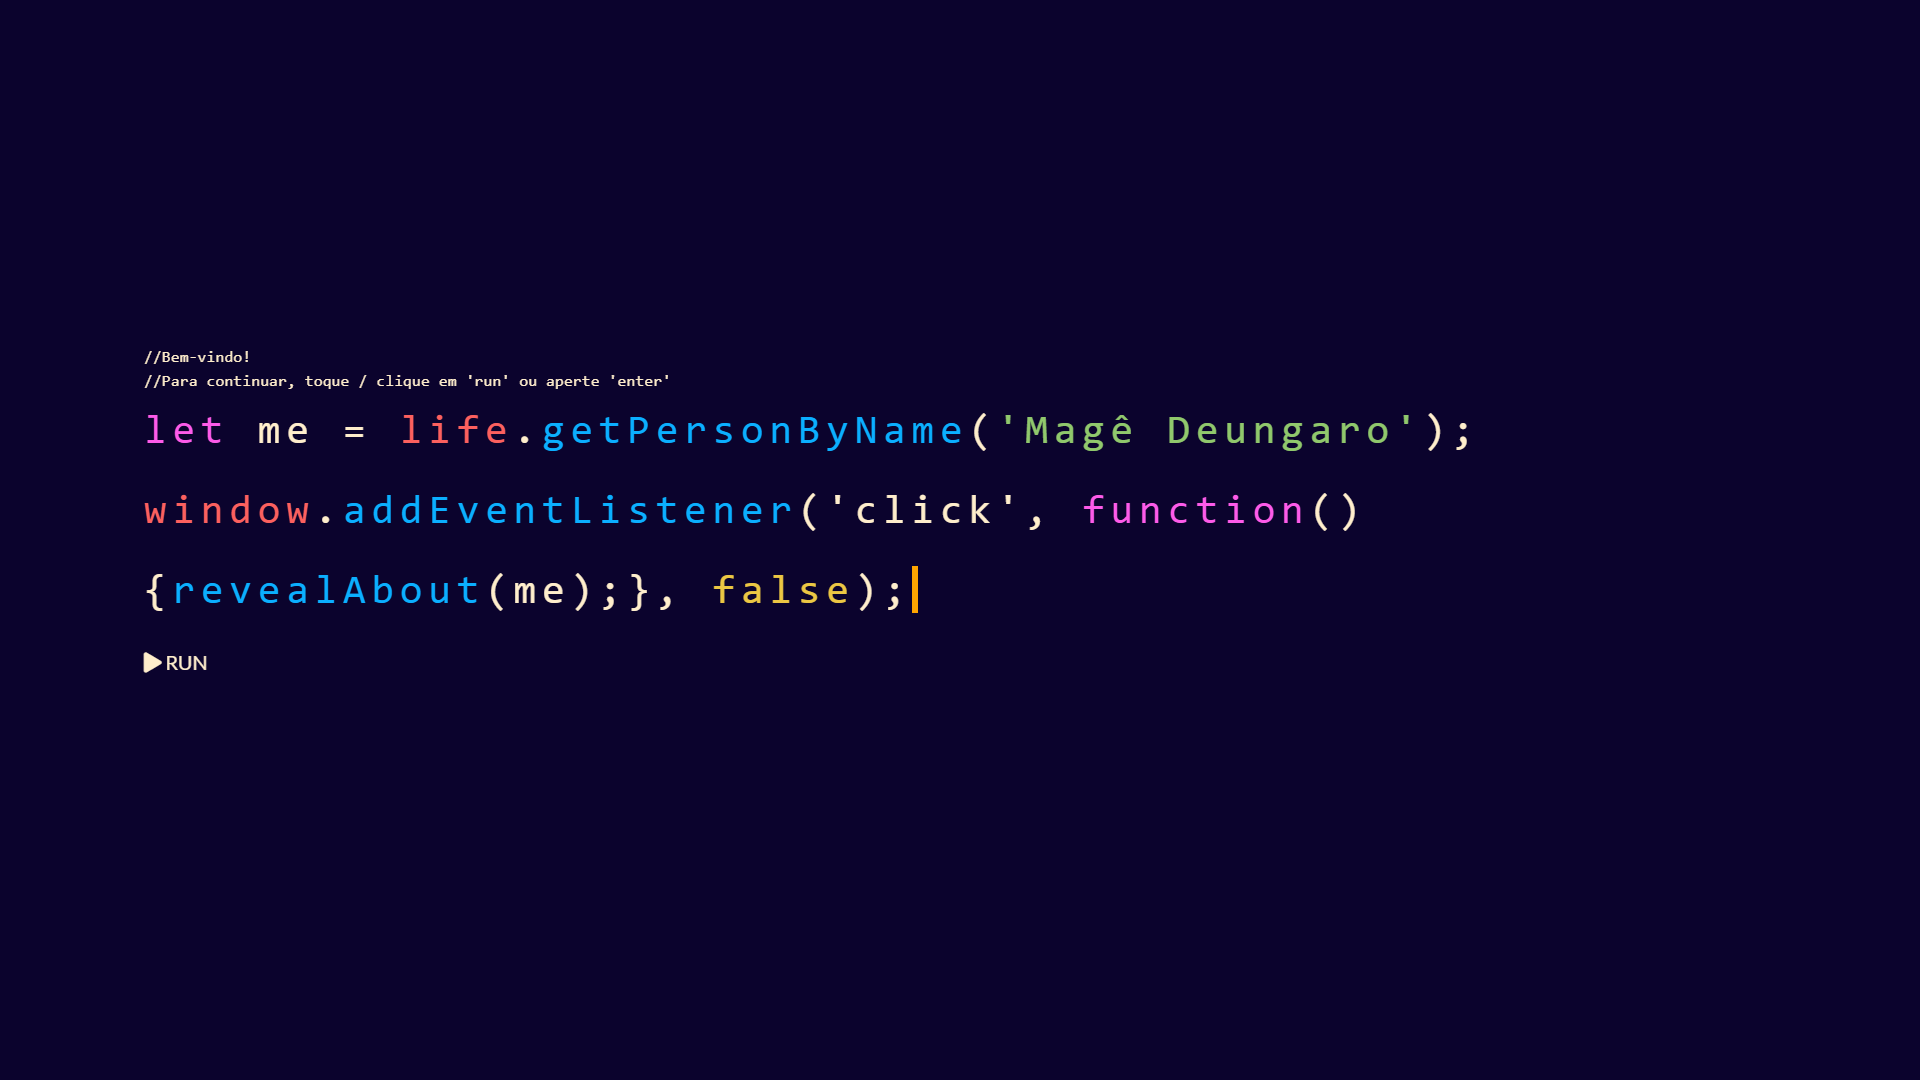 //Bem-vindo!
//Para continuar, toque / clique em 'run' ou aperte 'enter'
let me = life.getPersonByName('Magê Deungaro');
window.addEventListener('click', function()
{revealAbout(me);}, false);
RUN